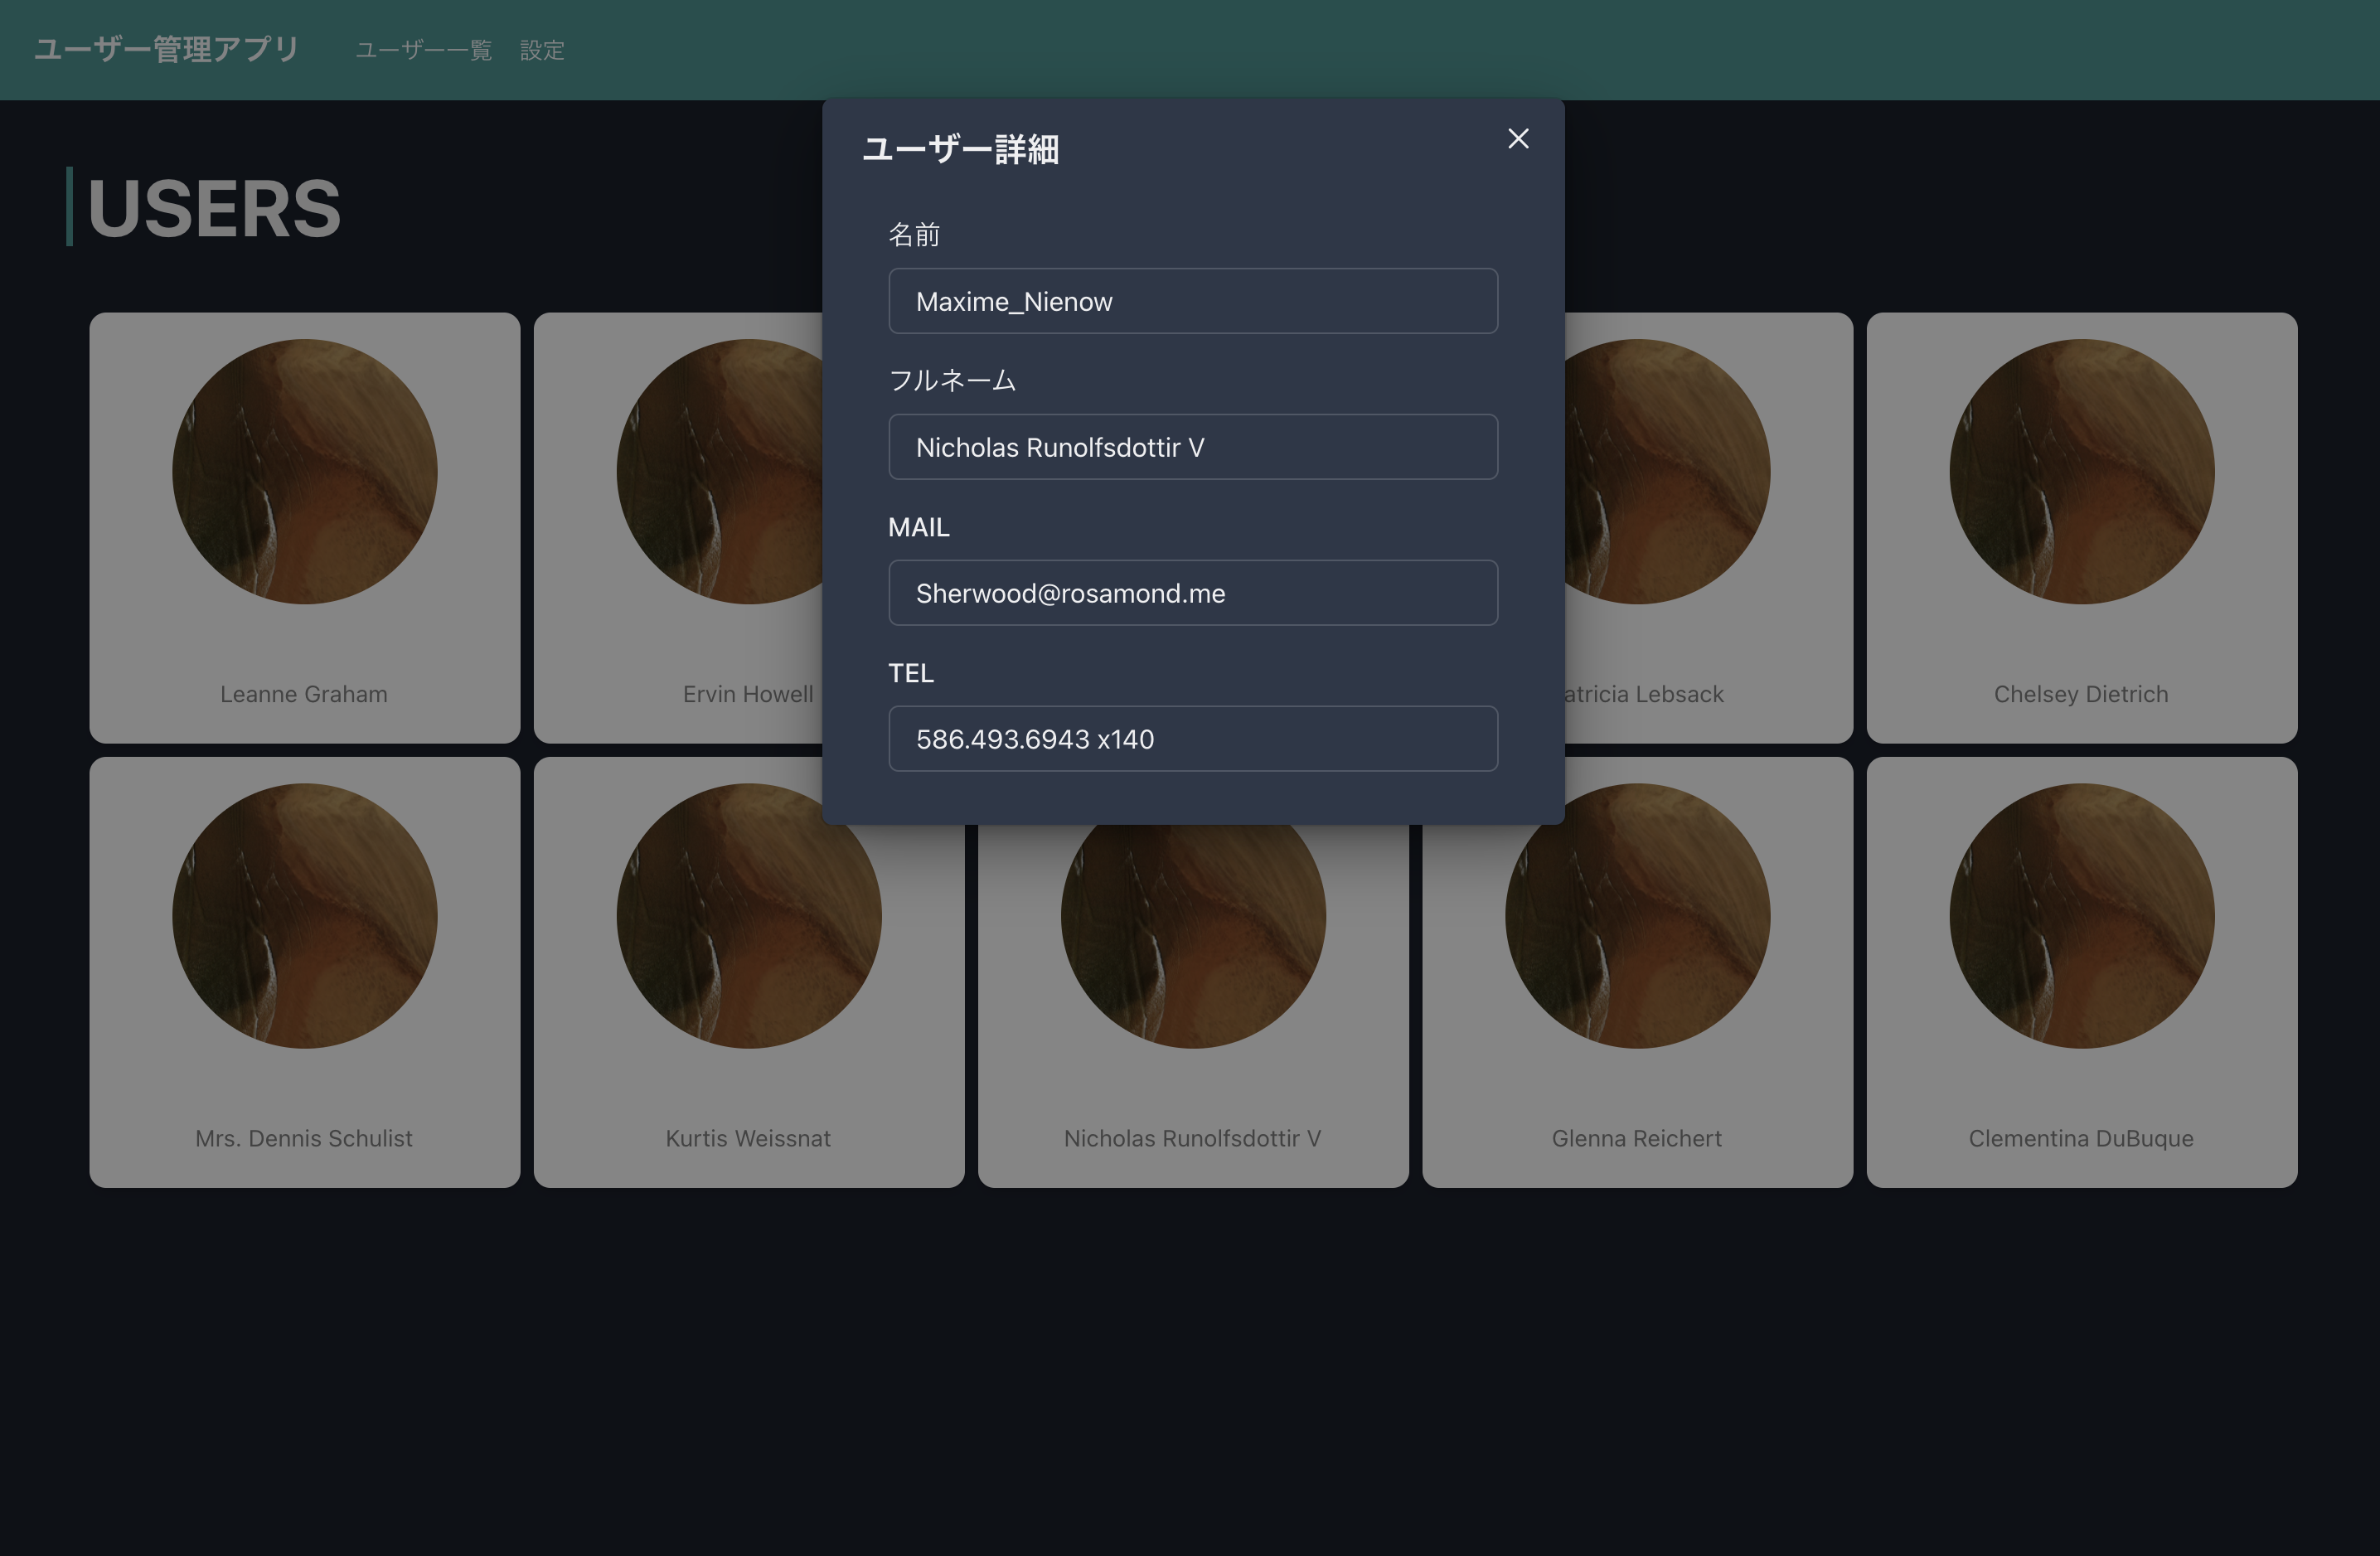 ユーザー管理アプリ ユーザー一覧 設定
USERS
ユーザー詳細
名前
Maxime_Nienow
フルネーム
Nicholas Runolfsdottir V
MAIL
Sherwood@rosamond.me
TEL
586.493.6943 x140
Leanne Graham
Ervin Howell
Lebsack
Chelsey Dietrich
Mrs. Dennis Schulist
Kurtis Weissnat
Nicholas Runolfsdottir V
Glenna Reichert
Clementina DuBuque